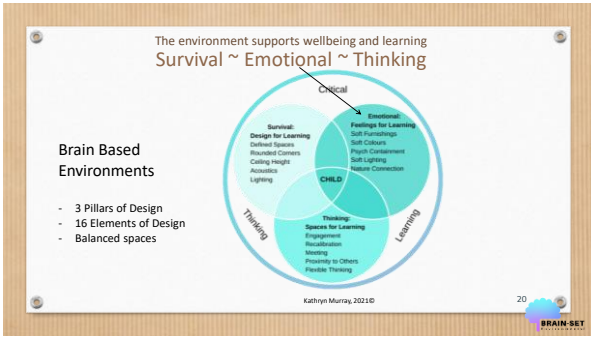 The environment supports wellbeing and learning
Survival ~ Emotional ~ Thinking
Brain Based
Environments
- 3 Pillars of Design
- 16 Elements of Design
- Balanced spaces
Critical
Survival:
Design for Learning
Defined Spaces
Rounded Corners
Ceiling Height
Acoustics
Lighting
Emotional:
Feelings for Learning
Soft Furnishings
Soft Colours
Psych Containment
Soft Lighting
Nature Connection
CHILD
Thinking
Learning
Thinking:
Spaces for Learning
Engagement
Recalibration
Meeting
Proximity to Others
Flexible Thinking
Kathryn Murray, 2021©
20
BRAIN-SET
Environmental